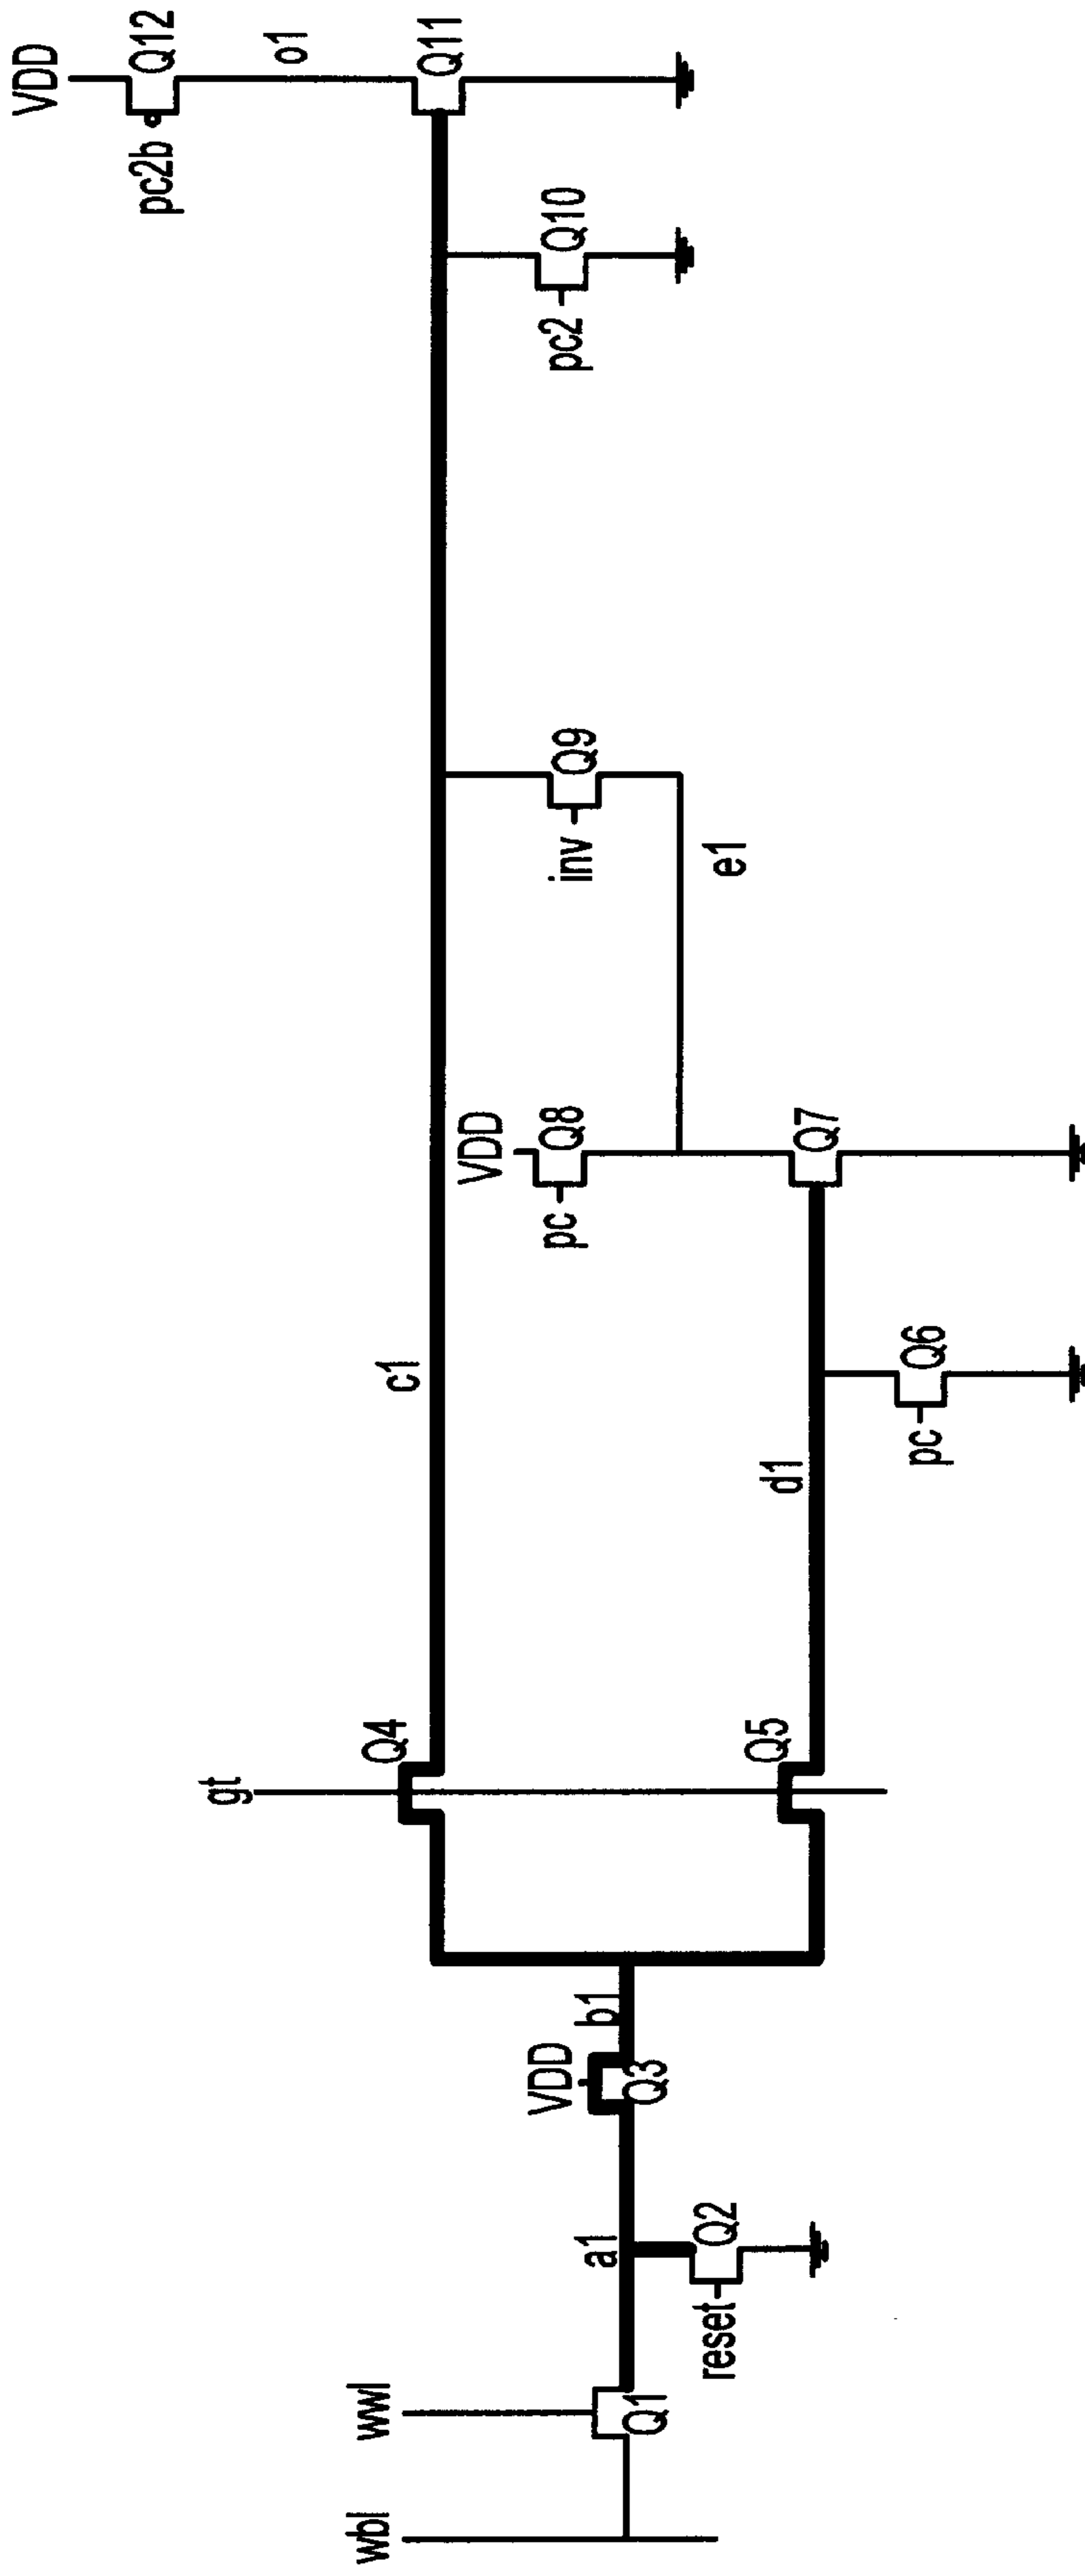 wbl
wwl
Q1
a1
reset
Q2
VDD
Q3
b1
gt
Q4
Q5
c1
d1
pc
Q6
VDD
pc
Q8
Q7
e1
inv
Q9
pc2
Q10
VDD
pc2b
Q12
o1
Q11